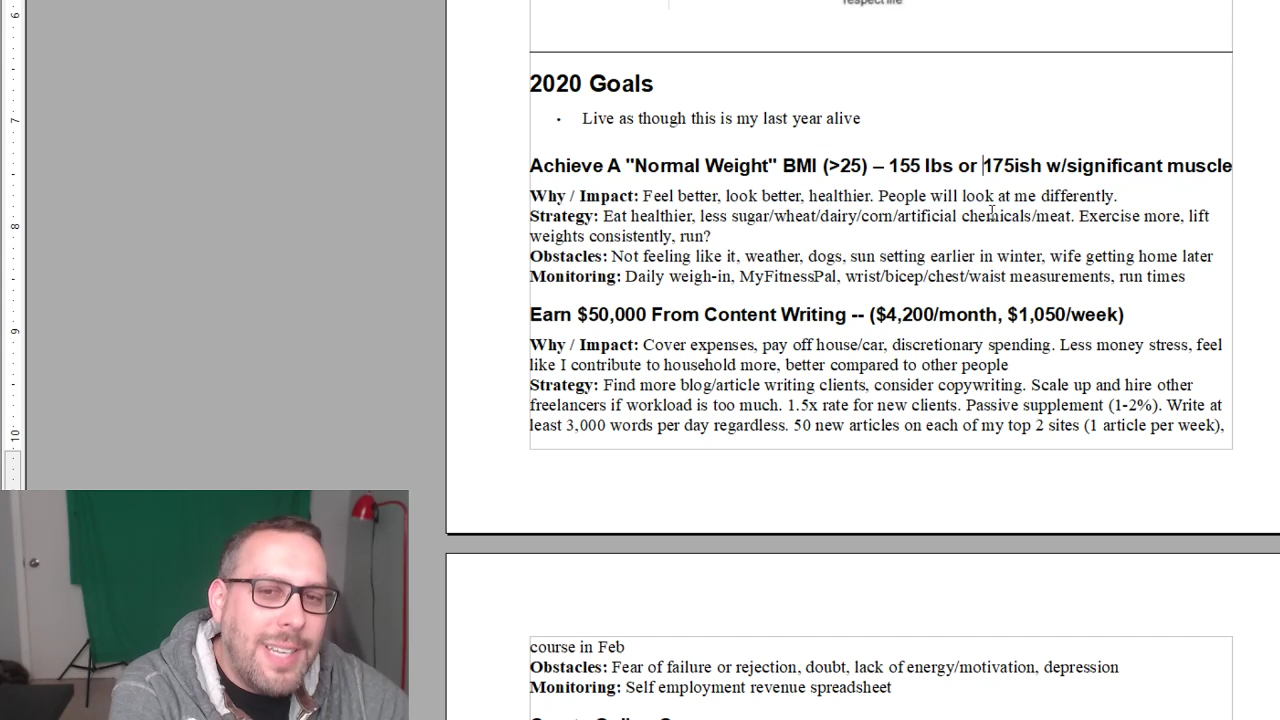 respect life
2020 Goals
• Live as though this is my last year alive
Achieve A "Normal Weight" BMI (>25) – 155 lbs or 175ish w/significant muscle
Why / Impact: Feel better, look better, healthier. People will look at me differently.
Strategy: Eat healthier, less sugar/wheat/dairy/corn/artificial chemicals/meat. Exercise more, lift
weights consistently, run?
Obstacles: Not feeling like it, weather, dogs, sun setting earlier in winter, wife getting home later
Monitoring: Daily weigh-in, MyFitnessPal, wrist/bicep/chest/waist measurements, run times
Earn $50,000 From Content Writing -- ($4,200/month, $1,050/week)
Why / Impact: Cover expenses, pay off house/car, discretionary spending. Less money stress, feel
like I contribute to household more, better compared to other people
Strategy: Find more blog/article writing clients, consider copywriting. Scale up and hire other
freelancers if workload is too much. 1.5x rate for new clients. Passive supplement (1-2%). Write at
least 3,000 words per day regardless. 50 new articles on each of my top 2 sites (1 article per week),
course in Feb
Obstacles: Fear of failure or rejection, doubt, lack of energy/motivation, depression
Monitoring: Self employment revenue spreadsheet
6
7
8
9
10